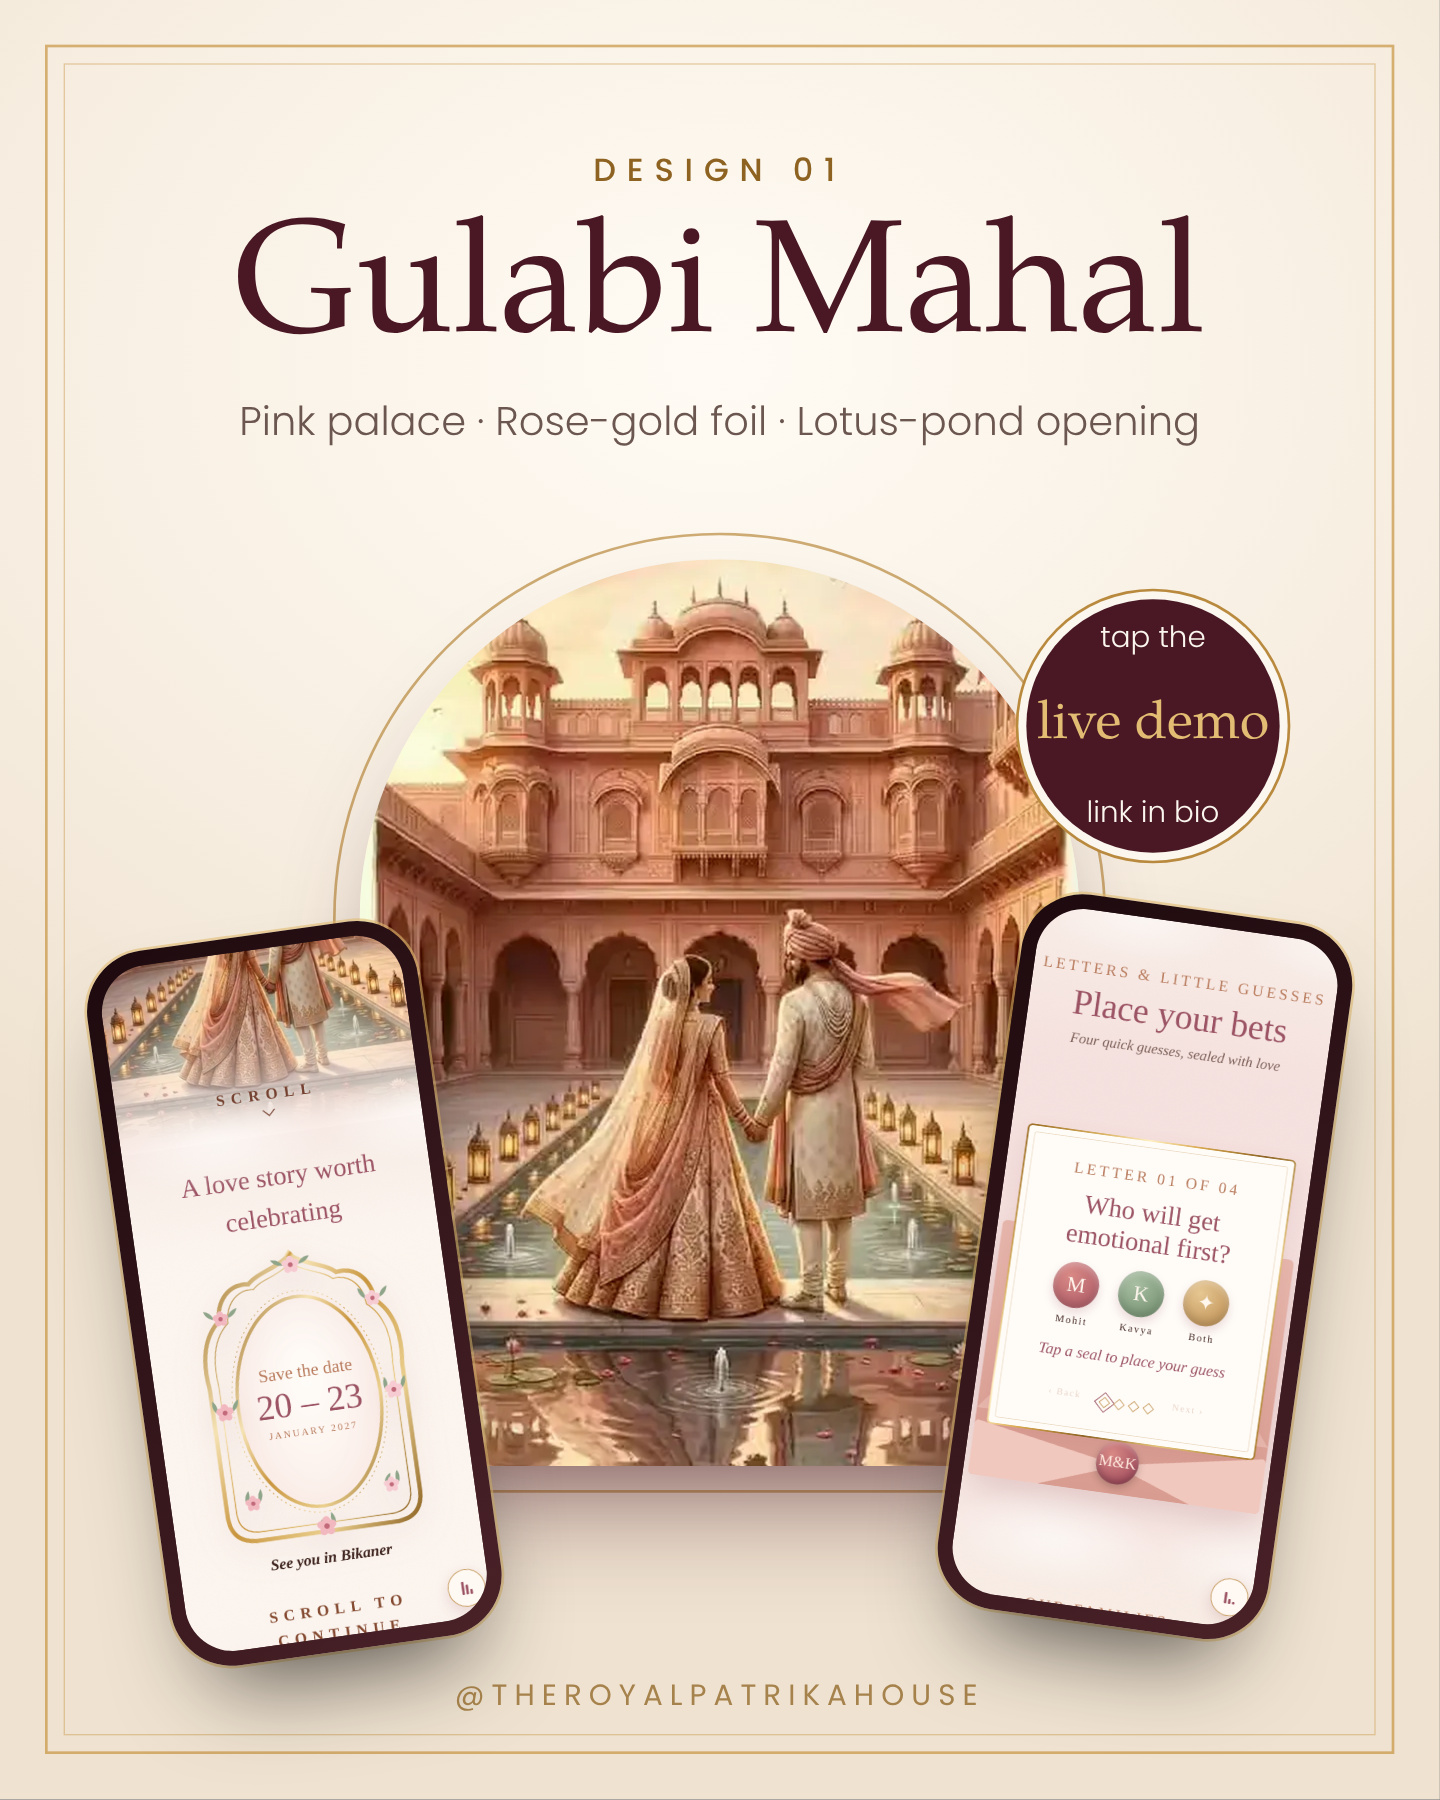 DESIGN 01
Gulabi Mahal
Pink palace · Rose-gold foil · Lotus-pond opening
tap the
live demo
link in bio
SCROLL
A love story worth
celebrating
Save the date
20 – 23
JANUARY 2027
See you in Bikaner
SCROLL TO
CONTINUE
LETTERS & LITTLE GUESSES
Place your bets
Four quick guesses, sealed with love
LETTER 01 OF 04
Who will get
emotional first?
M K
Mohit Kavya Both
Tap a seal to place your guess
‹ Back Next ›
M&K
@THEROYALPATRIKAHOUSE